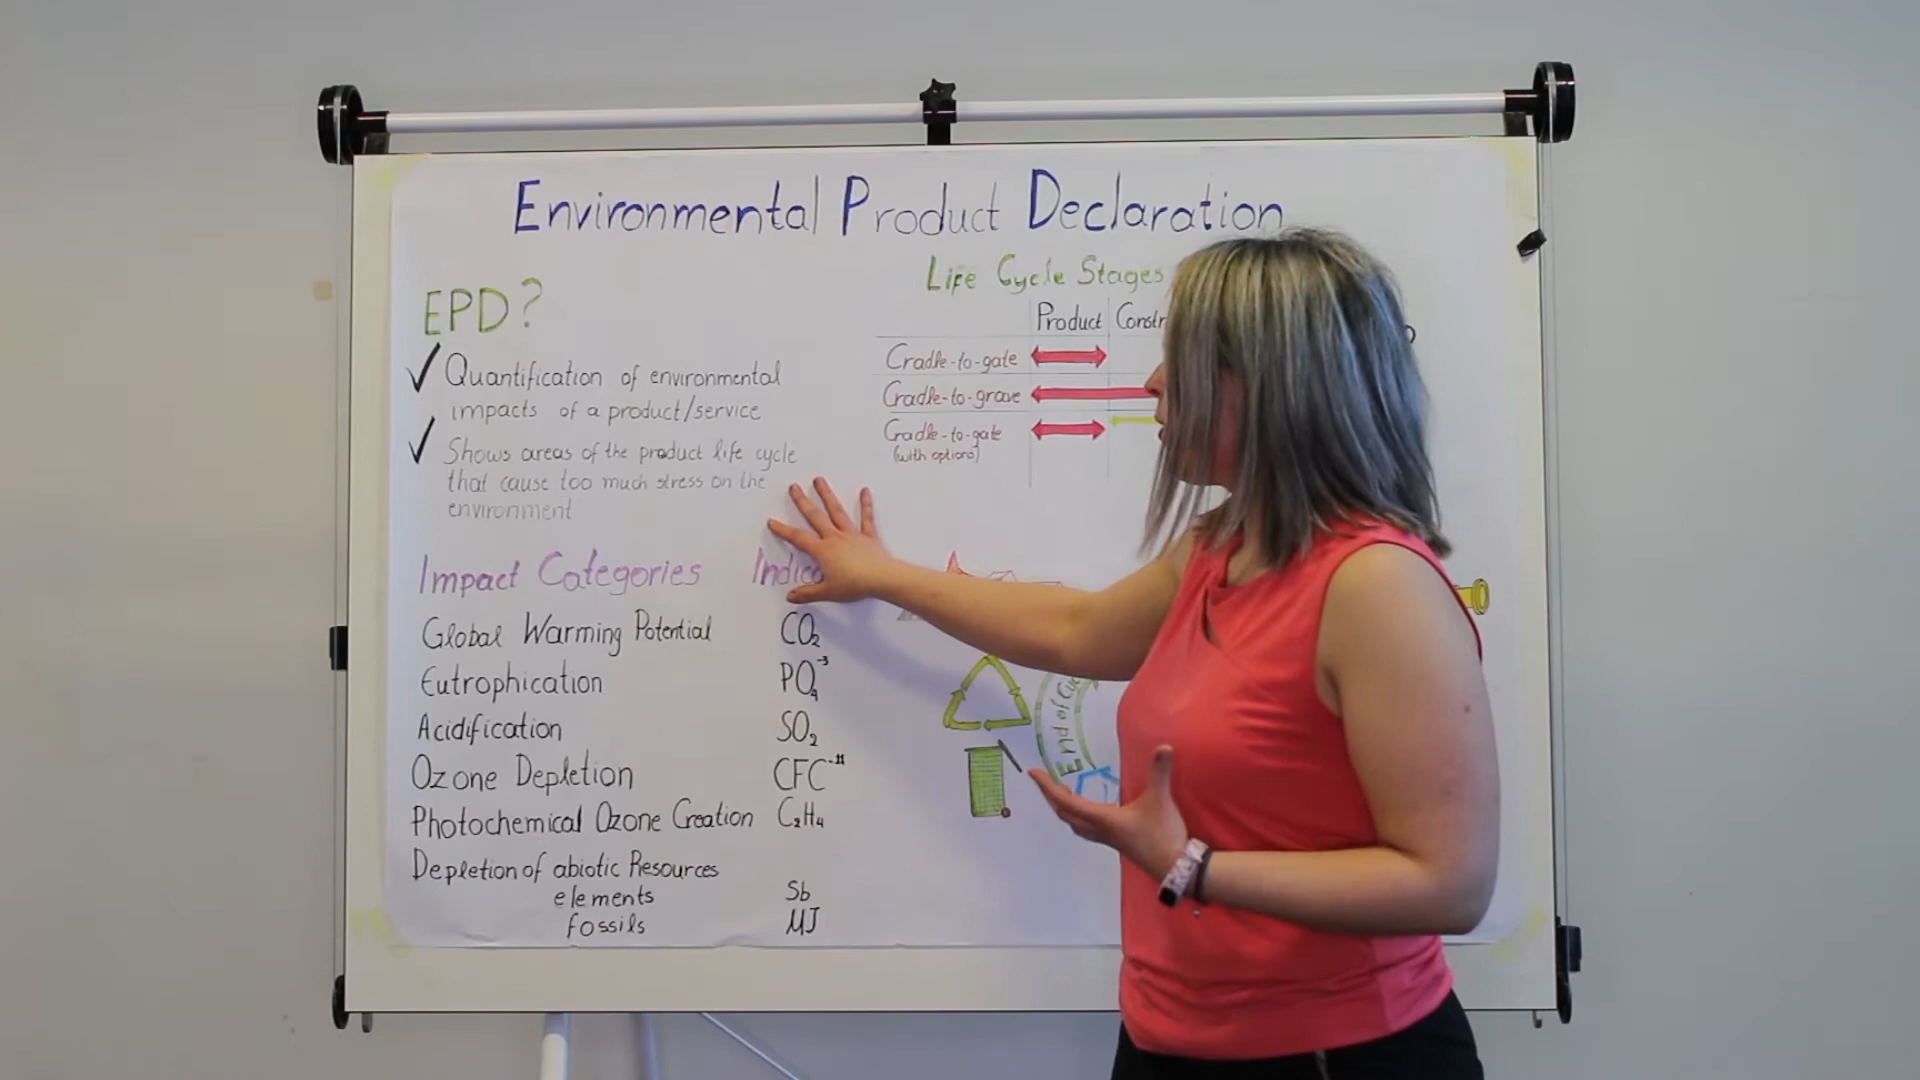 Environmental Product Declaration
EPD?
✓ Quantification of environmental
impacts of a product/service
✓ Shows areas of the product life cycle
that cause too much stress on the
environment
Life Cycle Stages
Product Constr
Cradle-to-gate
Cradle-to-grave
Cradle-to-gate
(with options)
Impact Categories Indic
Global Warming Potential CO₂
Eutrophication PO₄⁻³
Acidification SO₂
Ozone Depletion CFC⁻¹¹
Photochemical Ozone Creation C₂H₄
Depletion of abiotic Resources
elements Sb
fossils MJ
End of